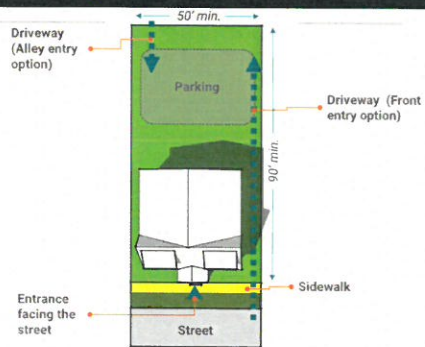 50' min.
Driveway
(Alley entry
option)
Parking
Driveway (Front
entry option)
90' min.
Sidewalk
Entrance
facing the
street
Street